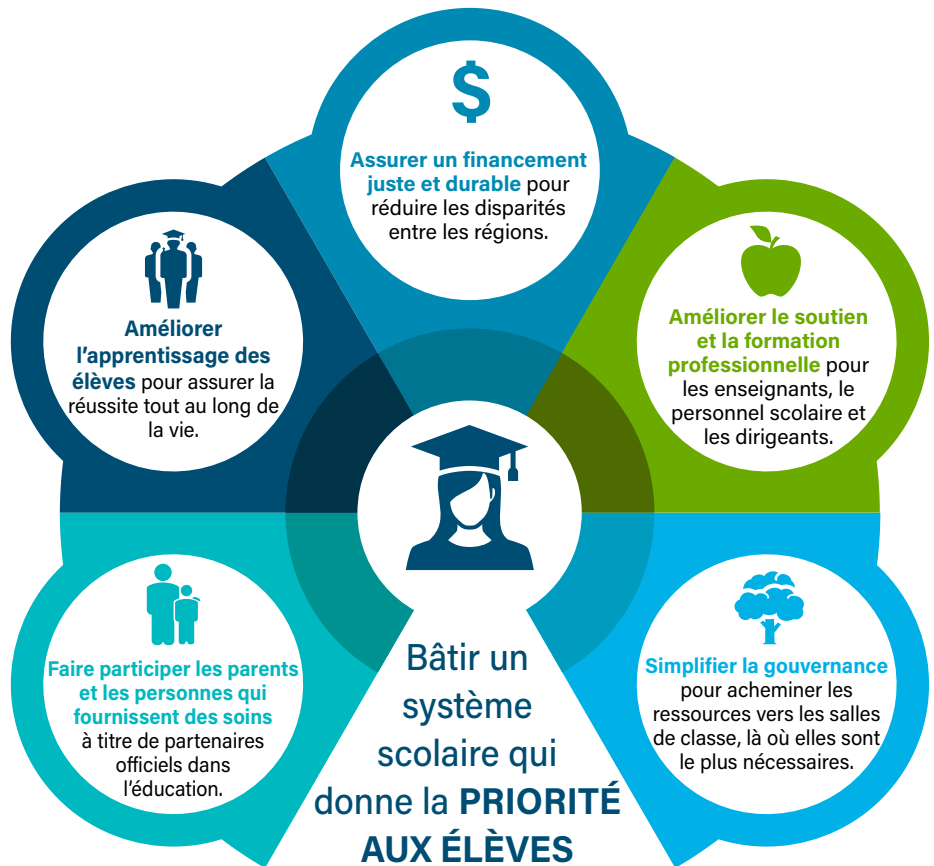 $
Assurer un financement
juste et durable pour
réduire les disparités
entre les régions.
Améliorer
l'apprentissage des
élèves pour assurer la
réussite tout au long de
la vie.
Améliorer le soutien
et la formation
professionnelle pour
les enseignants, le
personnel scolaire et
les dirigeants.
Faire participer les parents
et les personnes qui
fournissent des soins
à titre de partenaires
officiels dans
l'éducation.
Simplifier la gouvernance
pour acheminer les
ressources vers les salles
de classe, là où elles sont
le plus nécessaires.
Bâtir un
système
scolaire qui
donne la PRIORITÉ
AUX ÉLÈVES